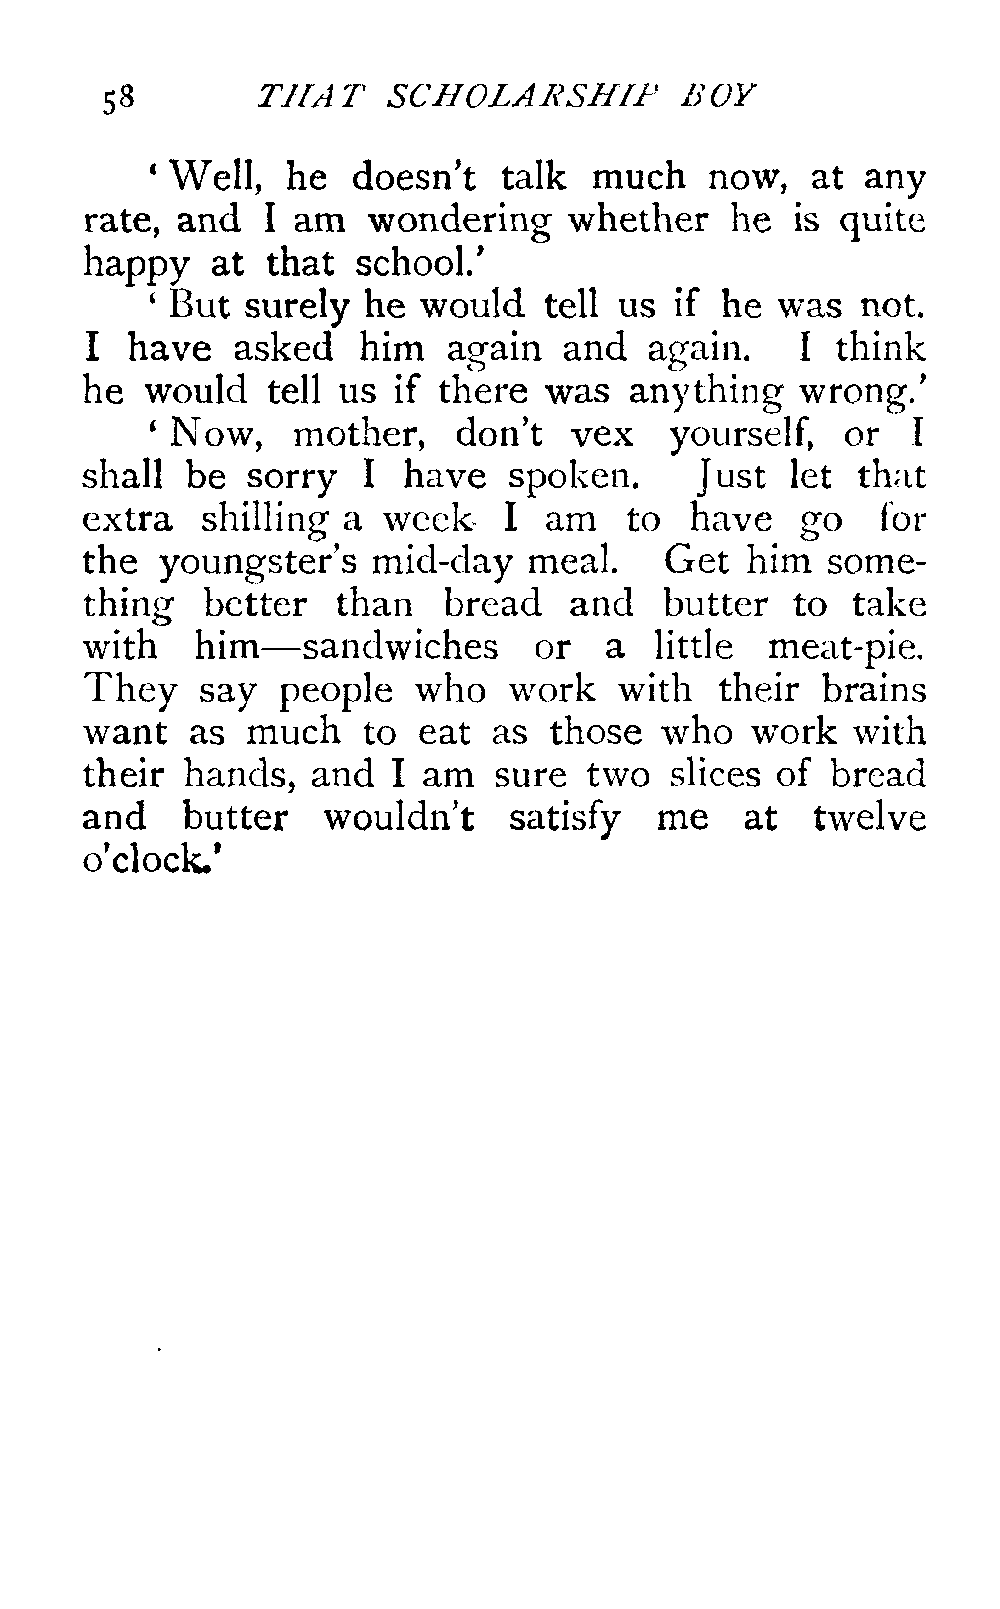 58 THAT SCHOLARSHIP BOY
‘Well, he doesn't talk much now, at any
rate, and I am wondering whether he is quite
happy at that school.’
‘But surely he would tell us if he was not.
I have asked him again and again. I think
he would tell us if there was anything wrong.’
‘Now, mother, don't vex yourself, or I
shall be sorry I have spoken. Just let that
extra shilling a week I am to have go for
the youngster's mid-day meal. Get him some-
thing better than bread and butter to take
with him—sandwiches or a little meat-pie.
They say people who work with their brains
want as much to eat as those who work with
their hands, and I am sure two slices of bread
and butter wouldn't satisfy me at twelve
o'clock.’